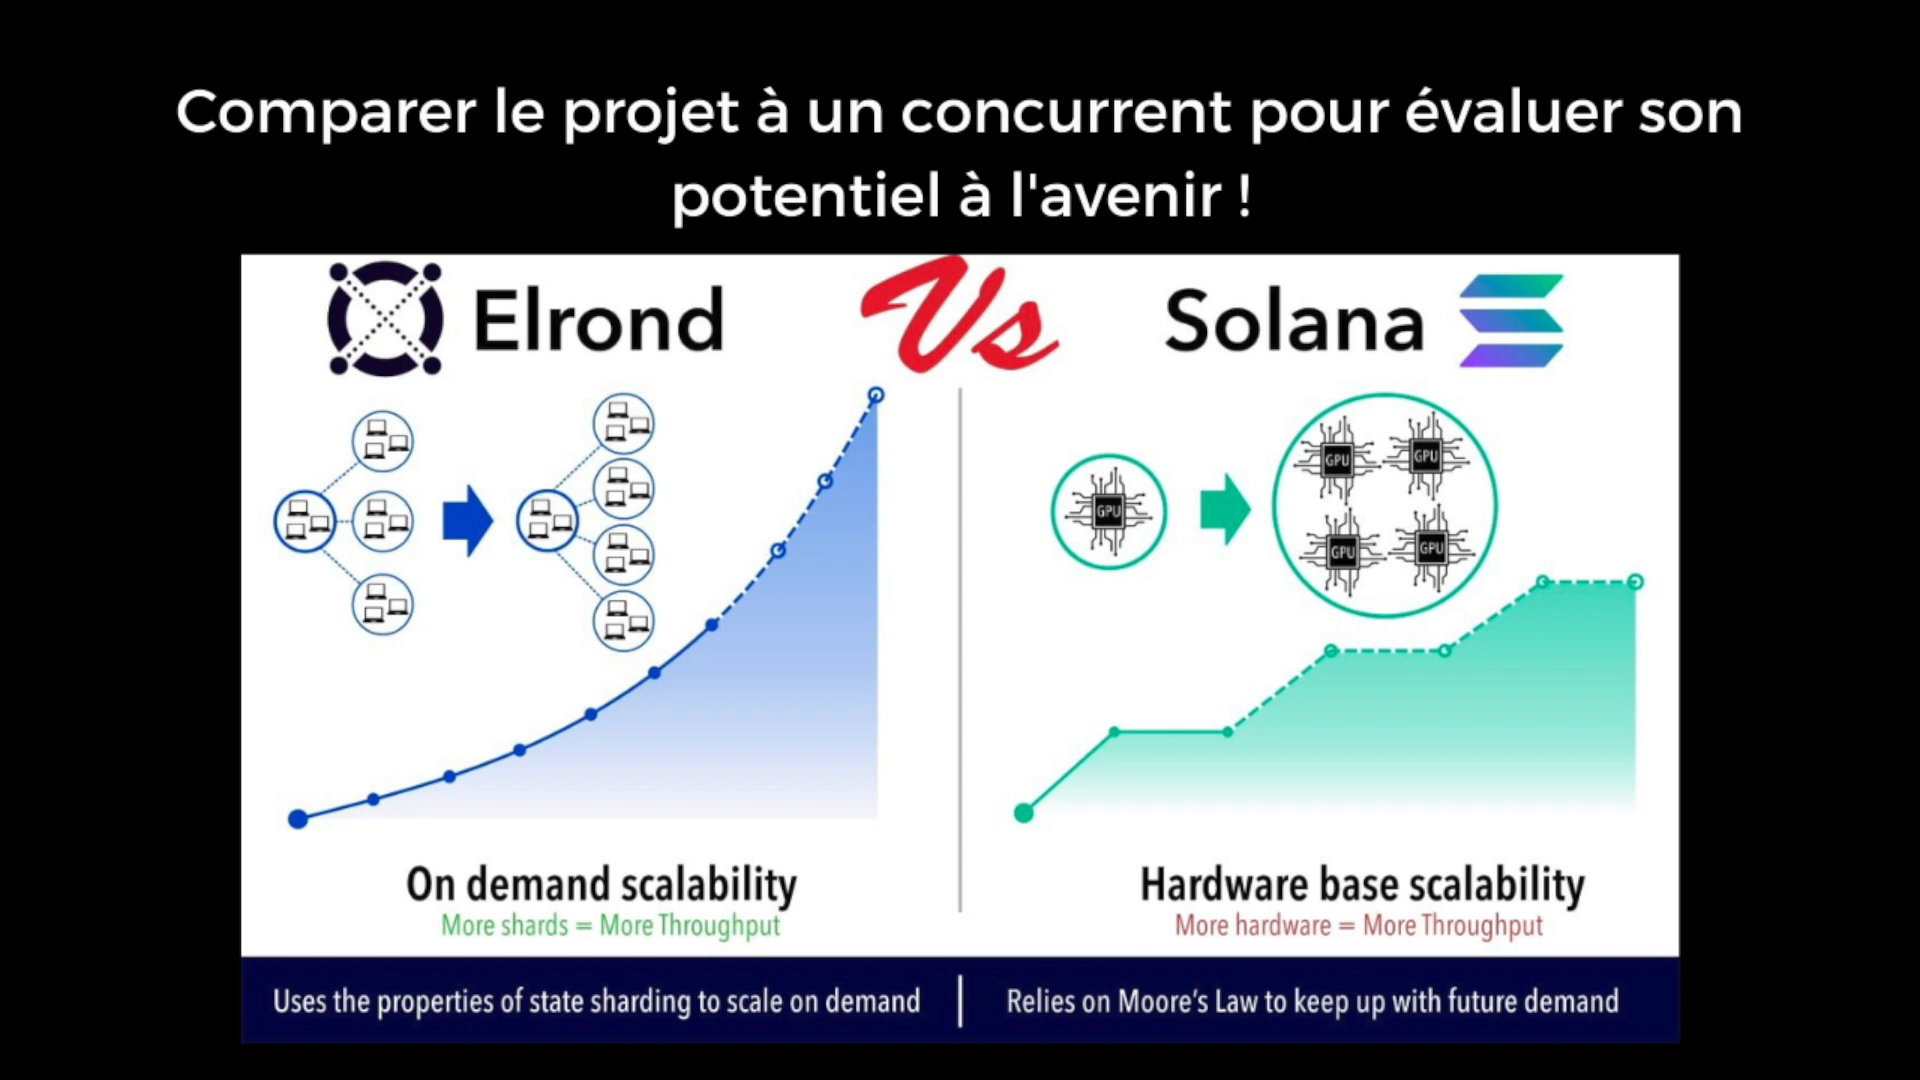 Comparer le projet à un concurrent pour évaluer son
potentiel à l'avenir !
Elrond
Vs
Solana
GPU
GPU
GPU
GPU
GPU
On demand scalability
More shards = More Throughput
Hardware base scalability
More hardware = More Throughput
Uses the properties of state sharding to scale on demand
Relies on Moore's Law to keep up with future demand